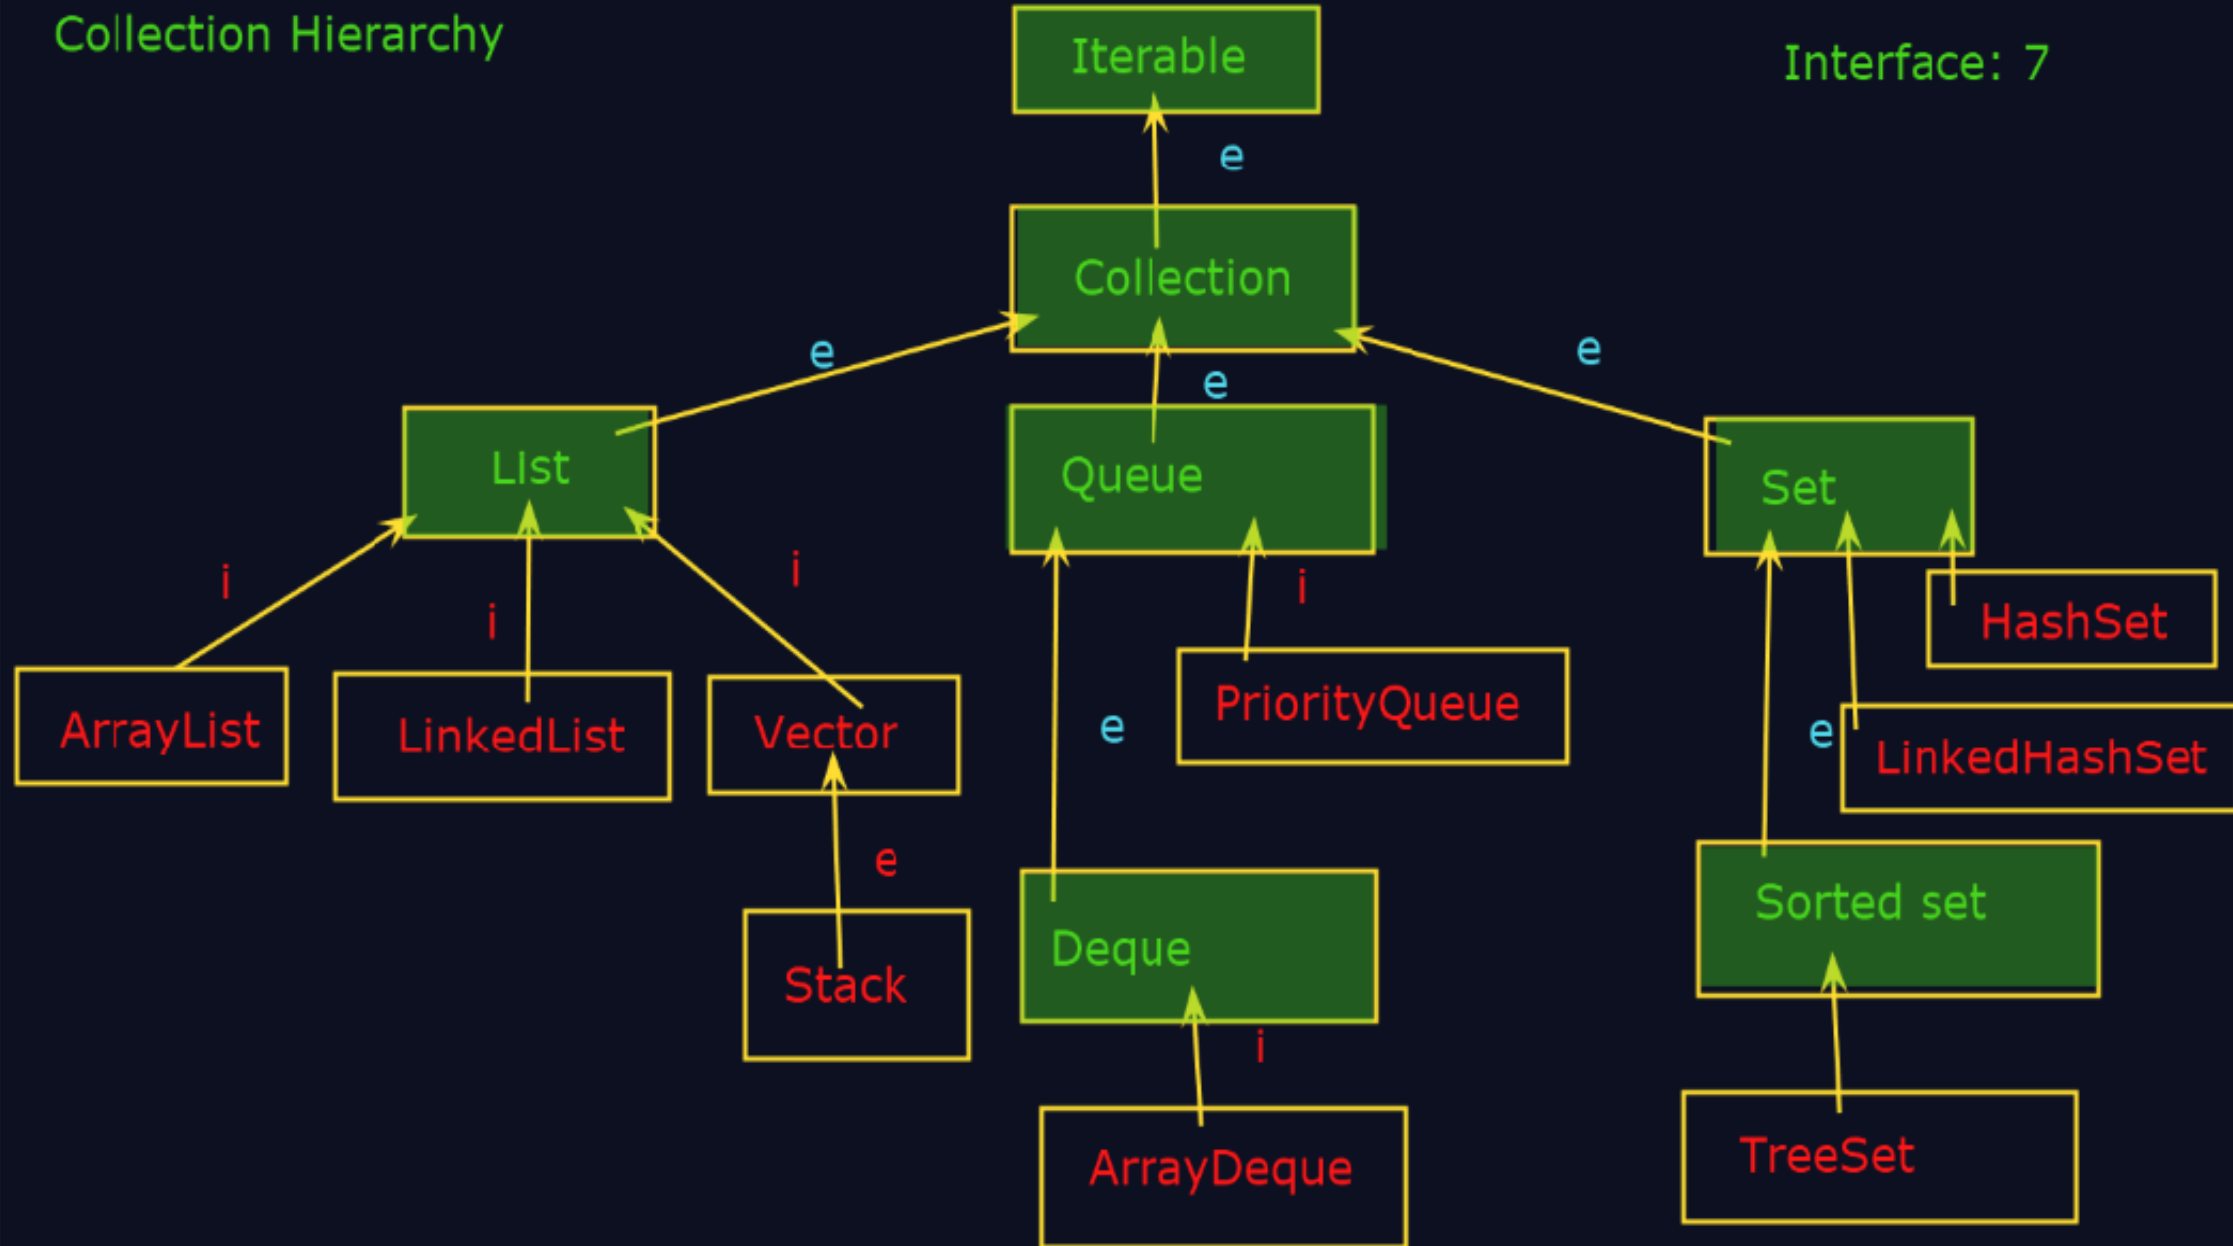 Collection Hierarchy
Iterable
Interface: 7
e
Collection
e
e
e
List
Queue
Set
i
i
i
i
HashSet
ArrayList
LinkedList
Vector
PriorityQueue
e
e
LinkedHashSet
e
Sorted set
Stack
Deque
i
ArrayDeque
TreeSet